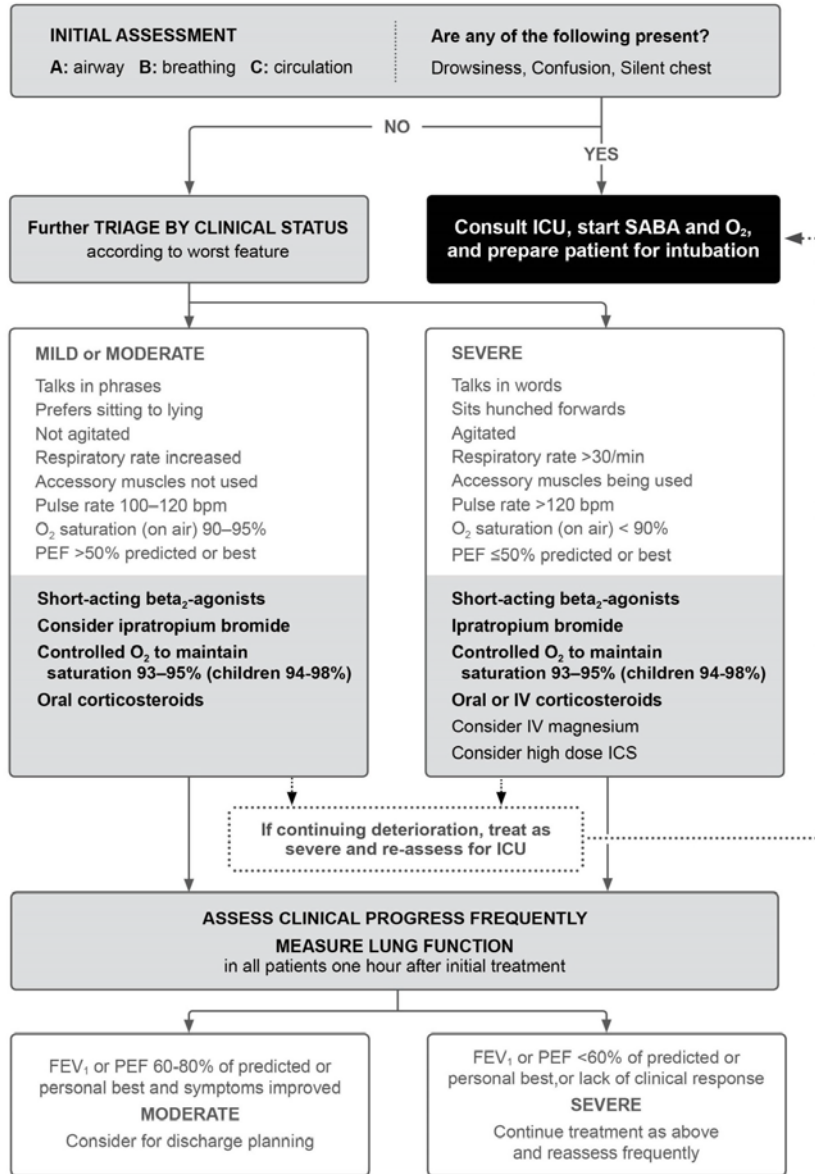 INITIAL ASSESSMENT
A: airway B: breathing C: circulation
Are any of the following present?
Drowsiness, Confusion, Silent chest
NO
YES
Further TRIAGE BY CLINICAL STATUS
according to worst feature
Consult ICU, start SABA and O₂,
and prepare patient for intubation
MILD or MODERATE
Talks in phrases
Prefers sitting to lying
Not agitated
Respiratory rate increased
Accessory muscles not used
Pulse rate 100–120 bpm
O₂ saturation (on air) 90–95%
PEF >50% predicted or best
Short-acting beta₂-agonists
Consider ipratropium bromide
Controlled O₂ to maintain
saturation 93–95% (children 94-98%)
Oral corticosteroids
SEVERE
Talks in words
Sits hunched forwards
Agitated
Respiratory rate >30/min
Accessory muscles being used
Pulse rate >120 bpm
O₂ saturation (on air) < 90%
PEF ≤50% predicted or best
Short-acting beta₂-agonists
Ipratropium bromide
Controlled O₂ to maintain
saturation 93–95% (children 94-98%)
Oral or IV corticosteroids
Consider IV magnesium
Consider high dose ICS
If continuing deterioration, treat as
severe and re-assess for ICU
ASSESS CLINICAL PROGRESS FREQUENTLY
MEASURE LUNG FUNCTION
in all patients one hour after initial treatment
FEV₁ or PEF 60-80% of predicted or
personal best and symptoms improved
MODERATE
Consider for discharge planning
FEV₁ or PEF <60% of predicted or
personal best,or lack of clinical response
SEVERE
Continue treatment as above
and reassess frequently